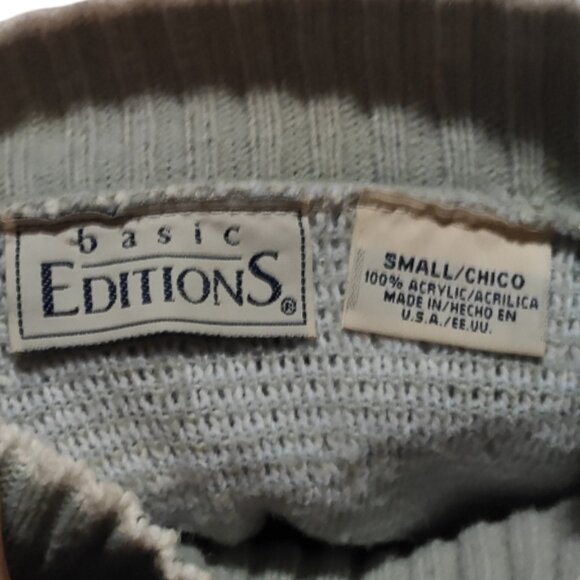 basic
EDITIONS®
SMALL/CHICO
100% ACRYLIC/ACRILICA
MADE IN/HECHO EN
U.S.A./EE.UU.